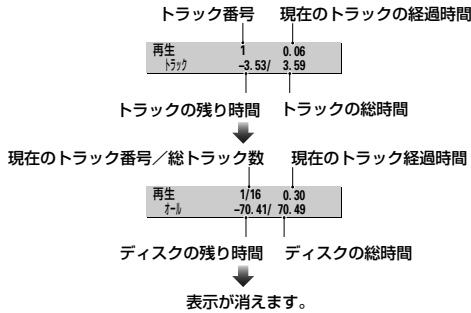 トラック番号 現在のトラックの経過時間
再生 1 0.06
トラック -3.53/ 3.59
トラックの残り時間 トラックの総時間
現在のトラック番号／総トラック数 現在のトラック経過時間
再生 1/16 0.30
オール -70.41/ 70.49
ディスクの残り時間 ディスクの総時間
表示が消えます。